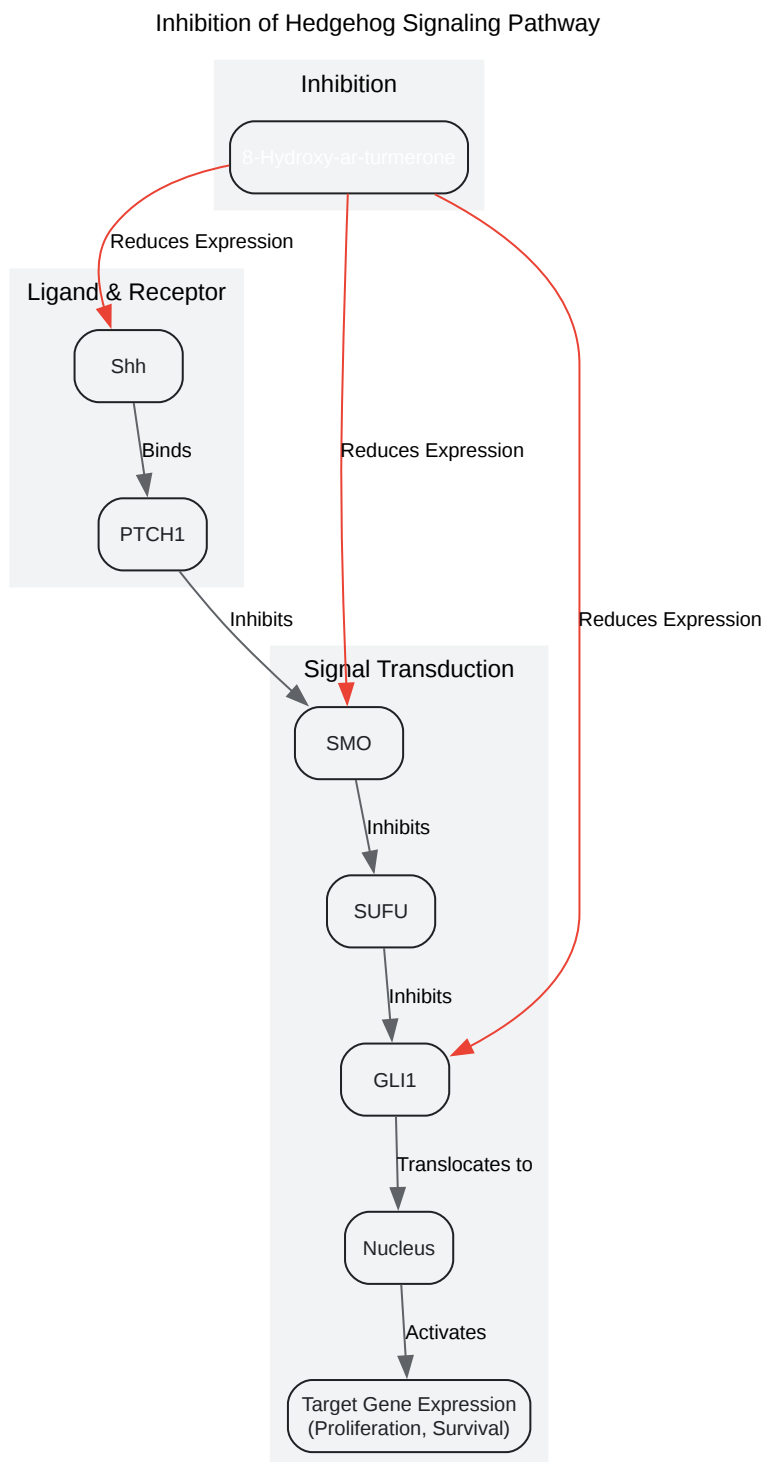 Inhibition of Hedgehog Signaling Pathway
Inhibition
8-Hydroxy-ar-turmerone
Reduces Expression
Ligand & Receptor
Shh
Binds
Reduces Expression
PTCH1
Inhibits
Reduces Expression
Signal Transduction
SMO
Inhibits
SUFU
Inhibits
GLI1
Translocates to
Nucleus
Activates
Target Gene Expression
(Proliferation, Survival)